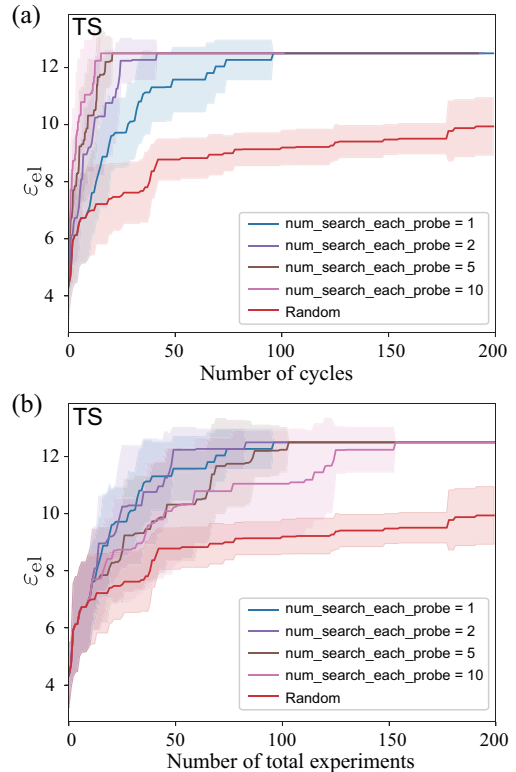 (a)
TS
12
10
8
6
4
εel
num_search_each_probe = 1
num_search_each_probe = 2
num_search_each_probe = 5
num_search_each_probe = 10
Random
0 50 100 150 200
Number of cycles
(b)
TS
12
10
8
6
4
εel
num_search_each_probe = 1
num_search_each_probe = 2
num_search_each_probe = 5
num_search_each_probe = 10
Random
0 50 100 150 200
Number of total experiments